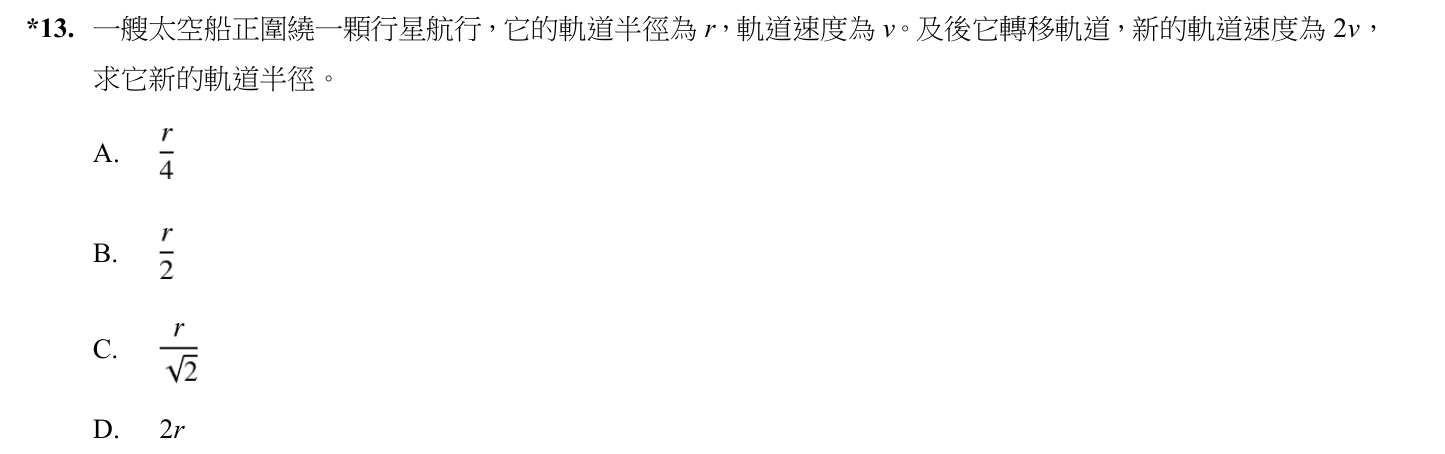 *13. 一艘太空船正圍繞一顆行星航行，它的軌道半徑為 r，軌道速度為 v。及後它轉移軌道，新的軌道速度為 2v，
求它新的軌道半徑。
A. r/4
B. r/2
C. r/√2
D. 2r